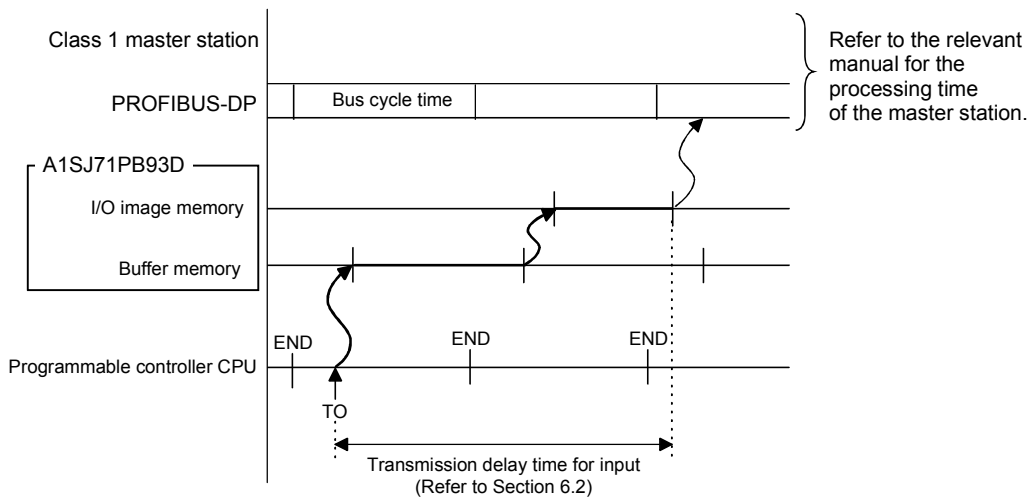 Class 1 master station
Refer to the relevant
manual for the
processing time
of the master station.
PROFIBUS-DP
Bus cycle time
A1SJ71PB93D
I/O image memory
Buffer memory
END
END
END
Programmable controller CPU
TO
Transmission delay time for input
(Refer to Section 6.2)